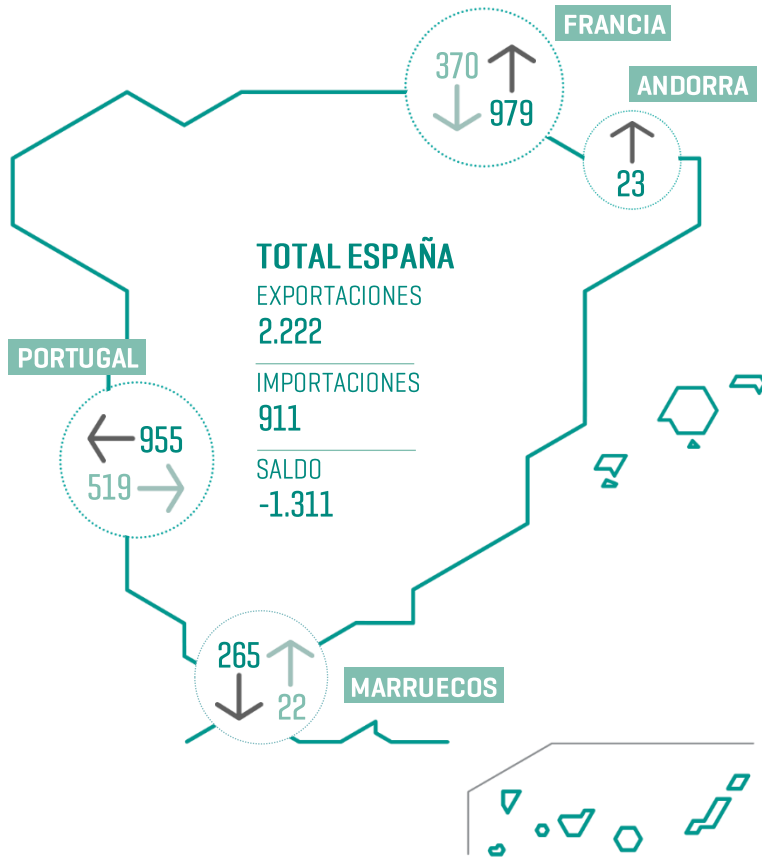 FRANCIA
370
979
ANDORRA
23
TOTAL ESPAÑA
EXPORTACIONES
2.222
IMPORTACIONES
911
SALDO
-1.311
PORTUGAL
955
519
265
22
MARRUECOS